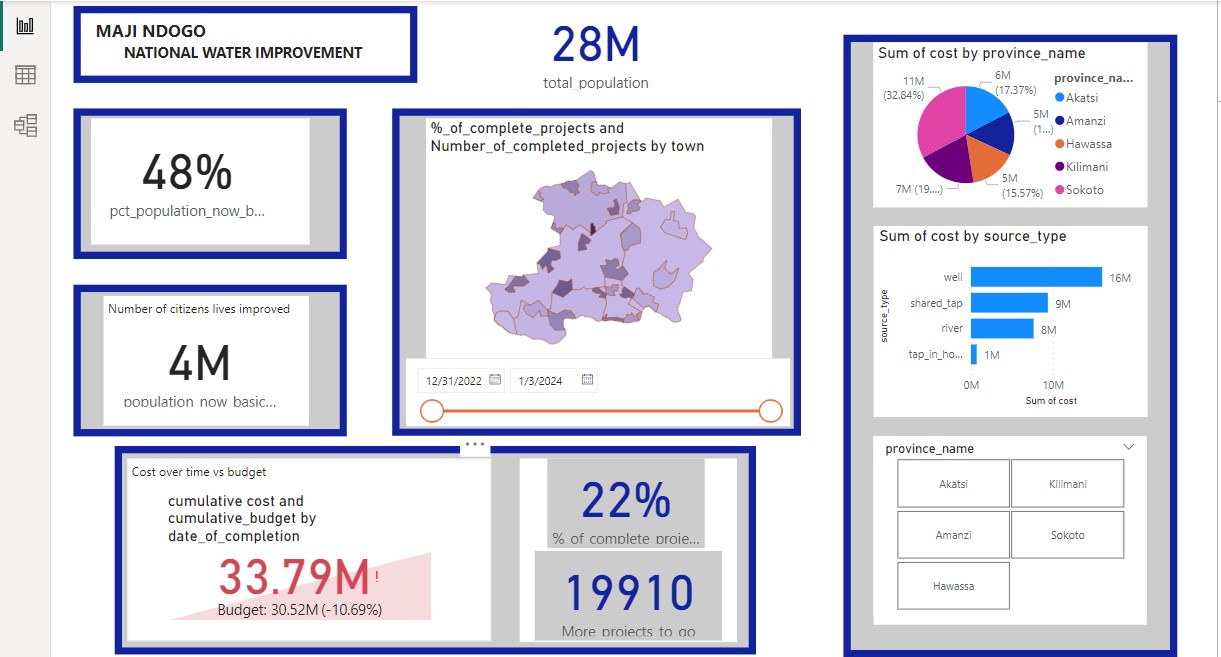 MAJI NDOGO
NATIONAL WATER IMPROVEMENT
28M
total_population
48%
pct_population_now_b...
Number of citizens lives improved
4M
population_now_basic...
%_of_complete_projects and
Number_of_completed_projects by town
12/31/2022
1/3/2024
Cost over time vs budget
cumulative cost and
cumulative_budget by
date_of_completion
33.79M!
Budget: 30.52M (-10.69%)
22%
% of complete proje...
19910
More projects to go
Sum of cost by province_name
11M
(32.84%)
6M
(17.37%)
5M
(1...)
5M
(15.57%)
7M (19....)
province_na...
Akatsi
Amanzi
Hawassa
Kilimani
Sokoto
Sum of cost by source_type
source_type
well
16M
shared_tap
9M
river
8M
tap_in_ho...
1M
0M
10M
Sum of cost
province_name
Akatsi
Kilimani
Amanzi
Sokoto
Hawassa